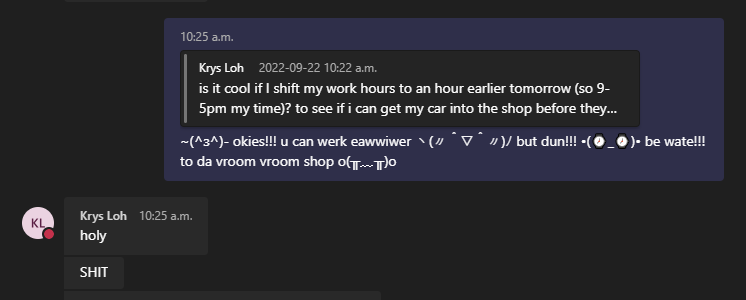 10:25 a.m.
Krys Loh 2022-09-22 10:22 a.m.
is it cool if I shift my work hours to an hour earlier tomorrow (so 9-
5pm my time)? to see if i can get my car into the shop before they...
~(^з^)- okies!!! u can werk eawwiwer ヽ(〃＾▽＾〃)ﾉ but dun!!! •(⌚_⌚)• be wate!!!
to da vroom vroom shop o(╥﹏╥)o
KL
Krys Loh 10:25 a.m.
holy
SHIT